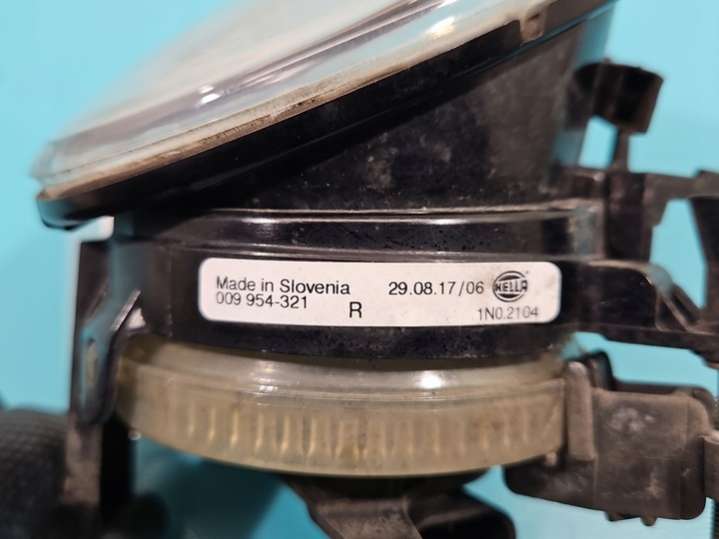 Made in Slovenia 29.08.17/06 HELLA
009 954-321 R 1N0.2104